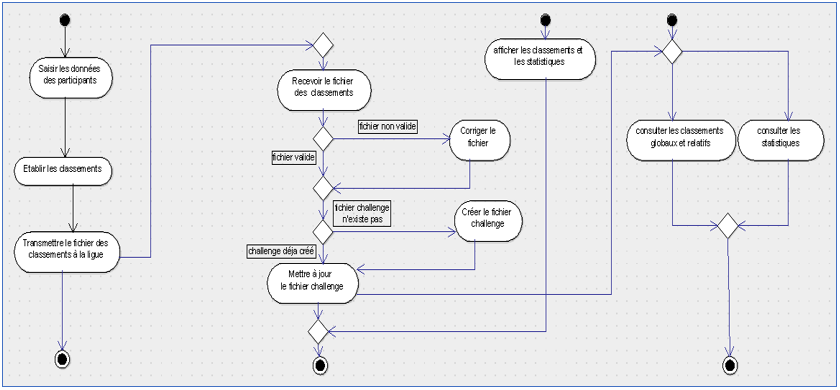 Saisir les données
des participants
Etablir les classements
Transmettre le fichier des
classements à la ligue
Recevoir le fichier
des classements
fichier non valide
Corriger le
fichier
fichier valide
fichier challenge
n'existe pas
Créer le fichier
challenge
challenge déja créé
Mettre à jour
le fichier challenge
afficher les classements et
les statistiques
consulter les classements
globaux et relatifs
consulter les
statistiques